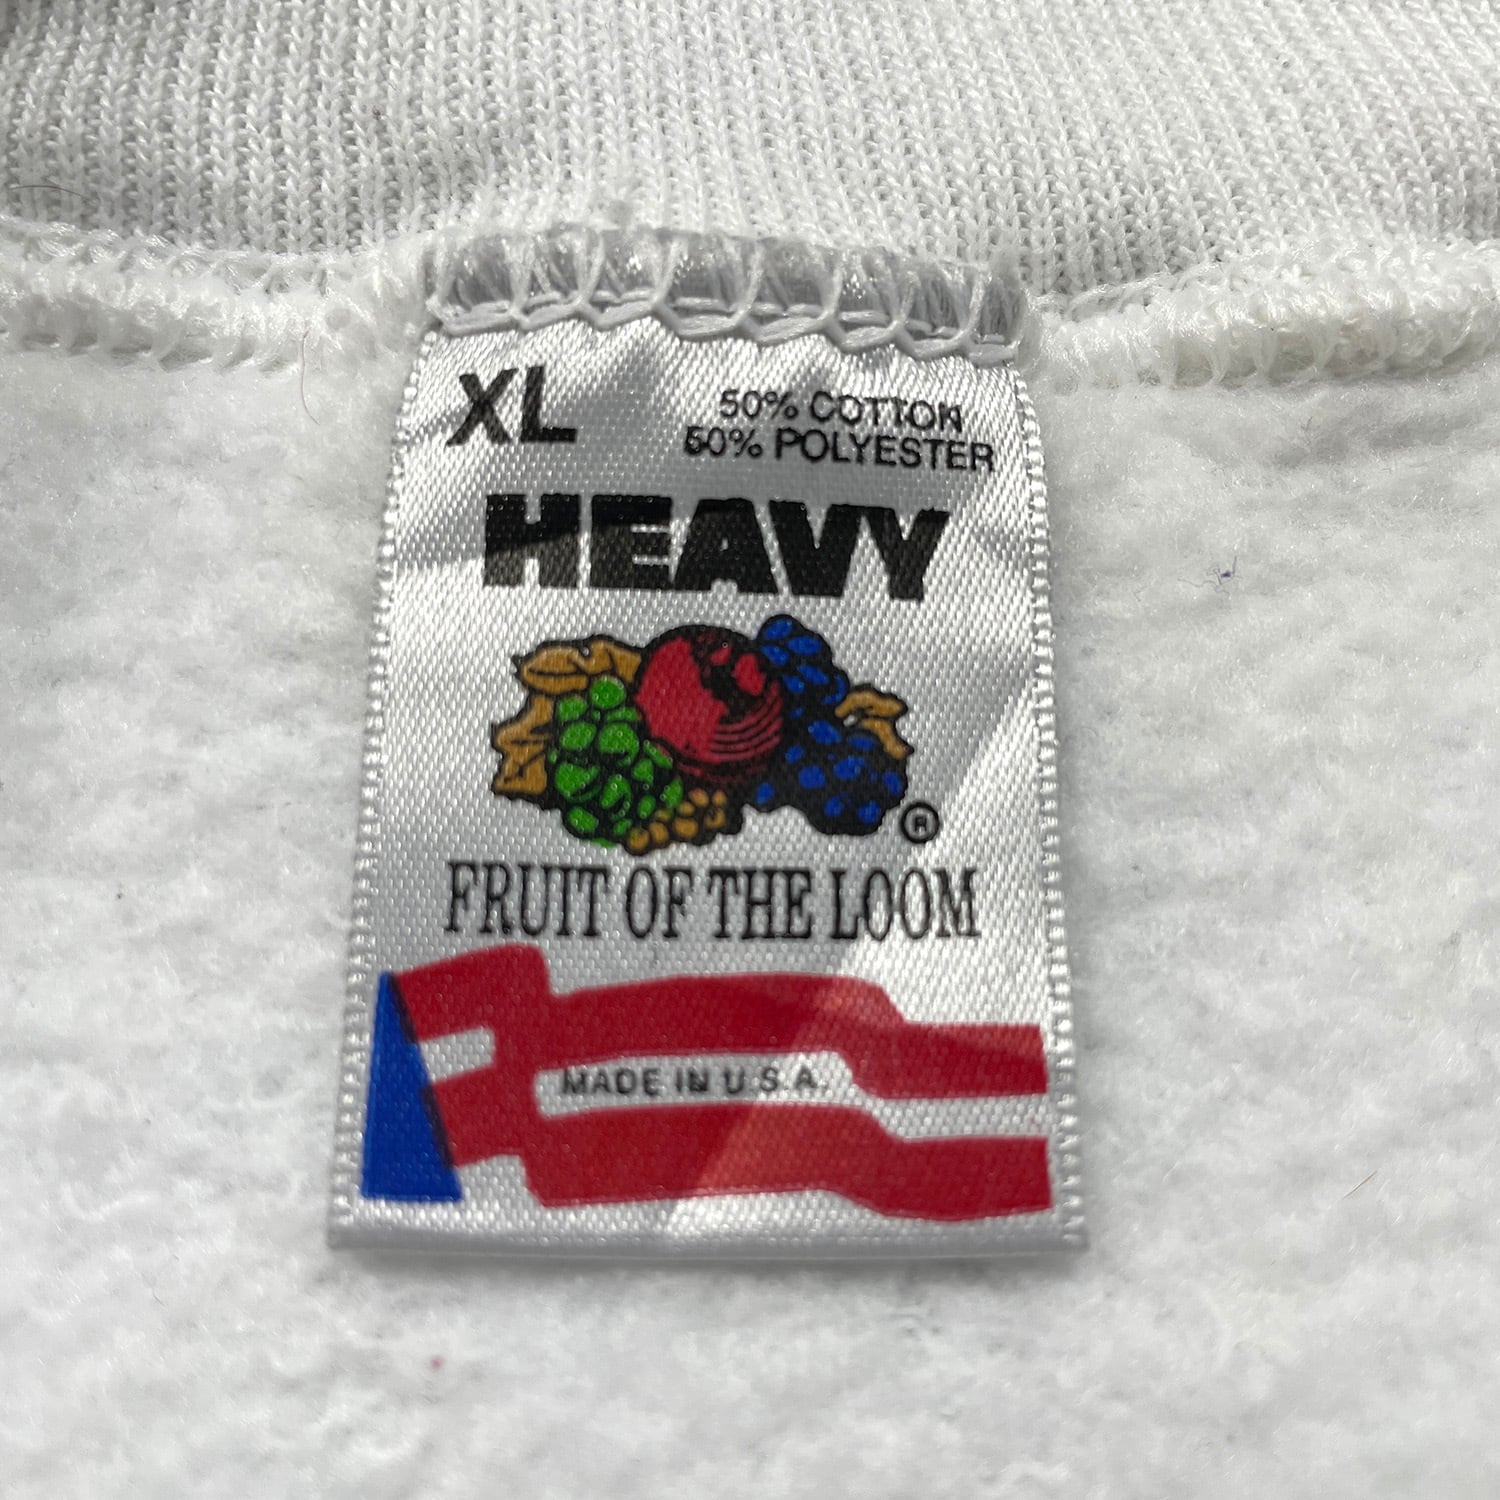 XL
50% COTTON
50% POLYESTER
HEAVY
®
FRUIT OF THE LOOM
MADE IN U.S.A.